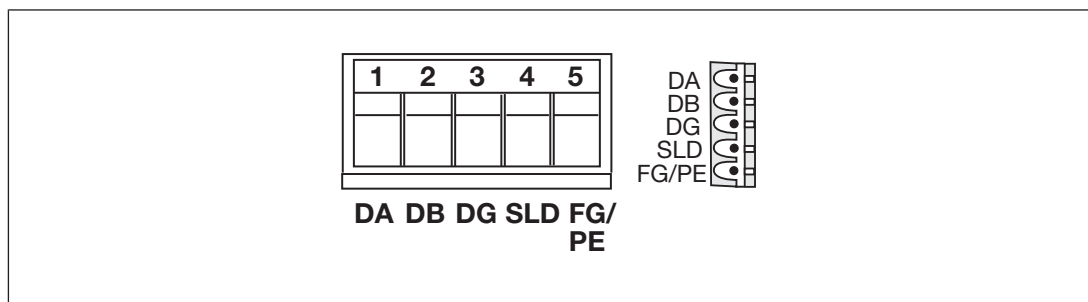 1 2 3 4 5
DA DB DG SLD FG/
PE
DA
DB
DG
SLD
FG/PE